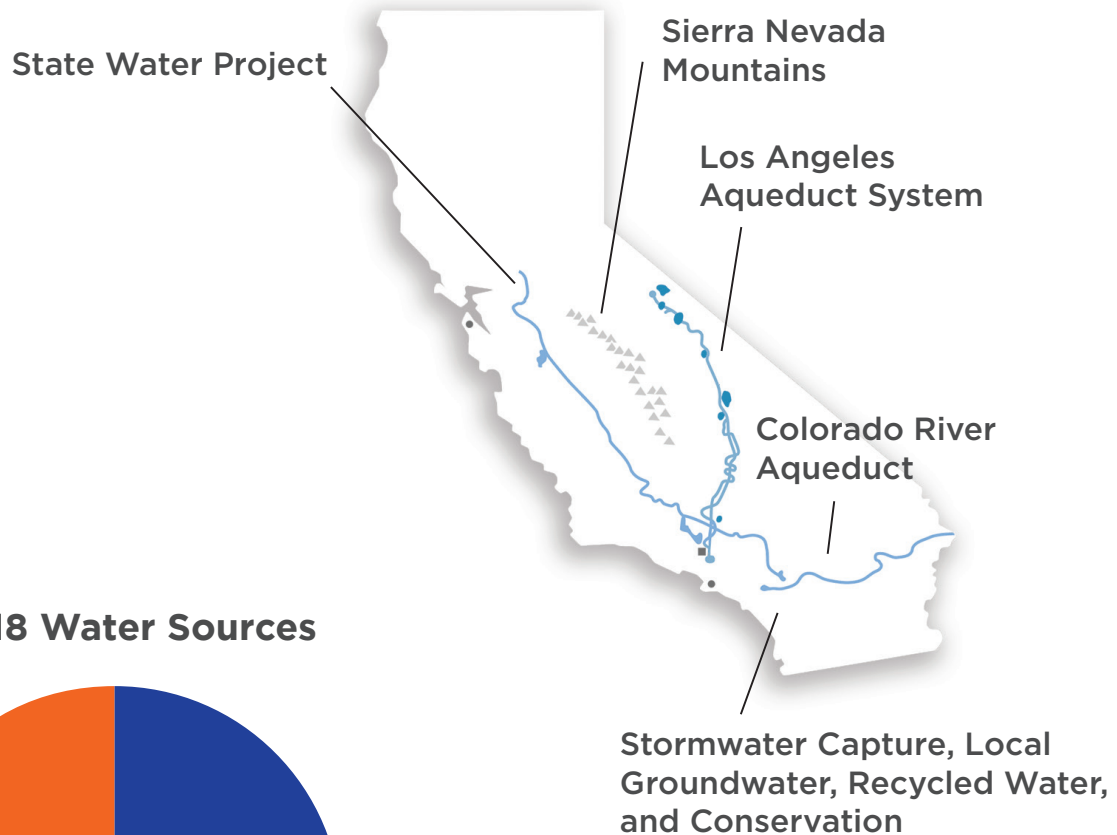 State Water Project
Sierra Nevada
Mountains
Los Angeles
Aqueduct System
Colorado River
Aqueduct
Water Sources
Stormwater Capture, Local
Groundwater, Recycled Water,
and Conservation